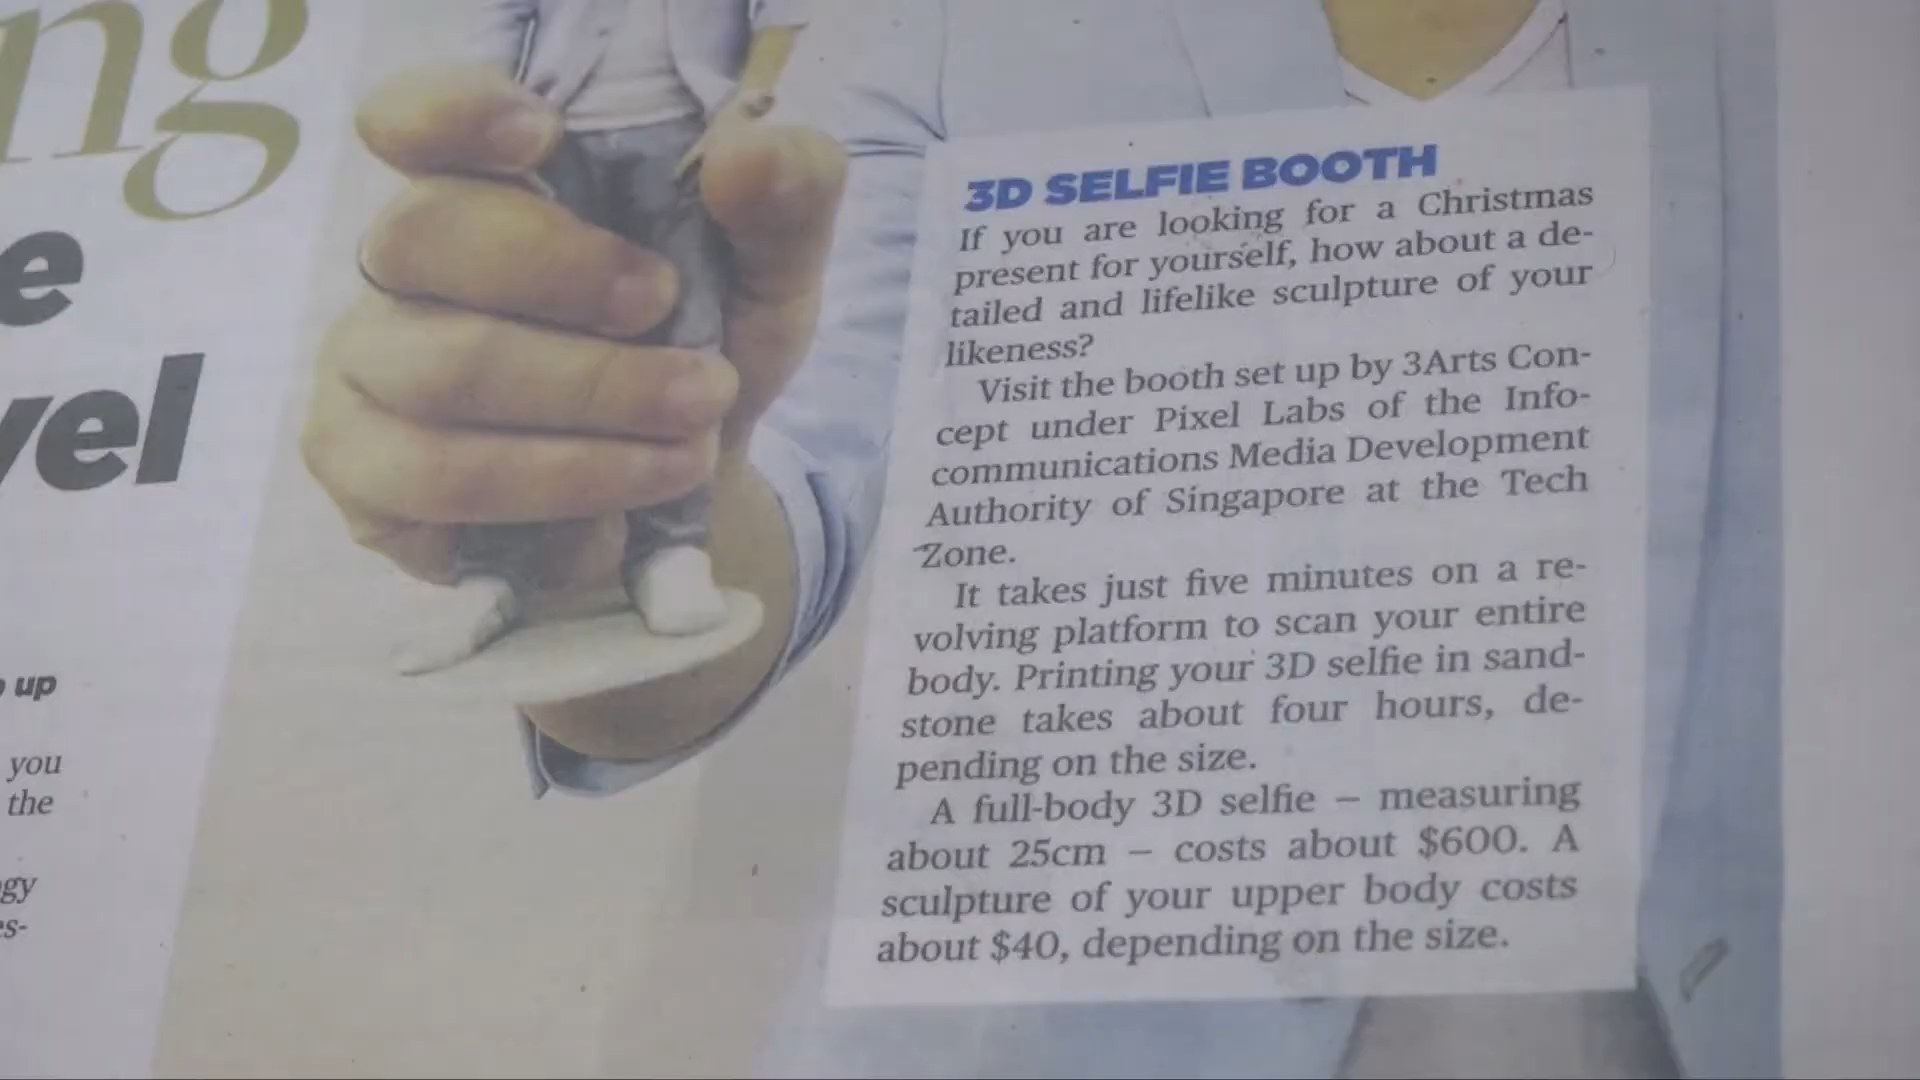 ng
e
vel
up
you
the
gy
es-
3D SELFIE BOOTH
If you are looking for a Christmas
present for yourself, how about a de-
tailed and lifelike sculpture of your
likeness?
Visit the booth set up by 3Arts Con-
cept under Pixel Labs of the Info-
communications Media Development
Authority of Singapore at the Tech
Zone.
It takes just five minutes on a re-
volving platform to scan your entire
body. Printing your 3D selfie in sand-
stone takes about four hours, de-
pending on the size.
A full-body 3D selfie – measuring
about 25cm – costs about $600. A
sculpture of your upper body costs
about $40, depending on the size.